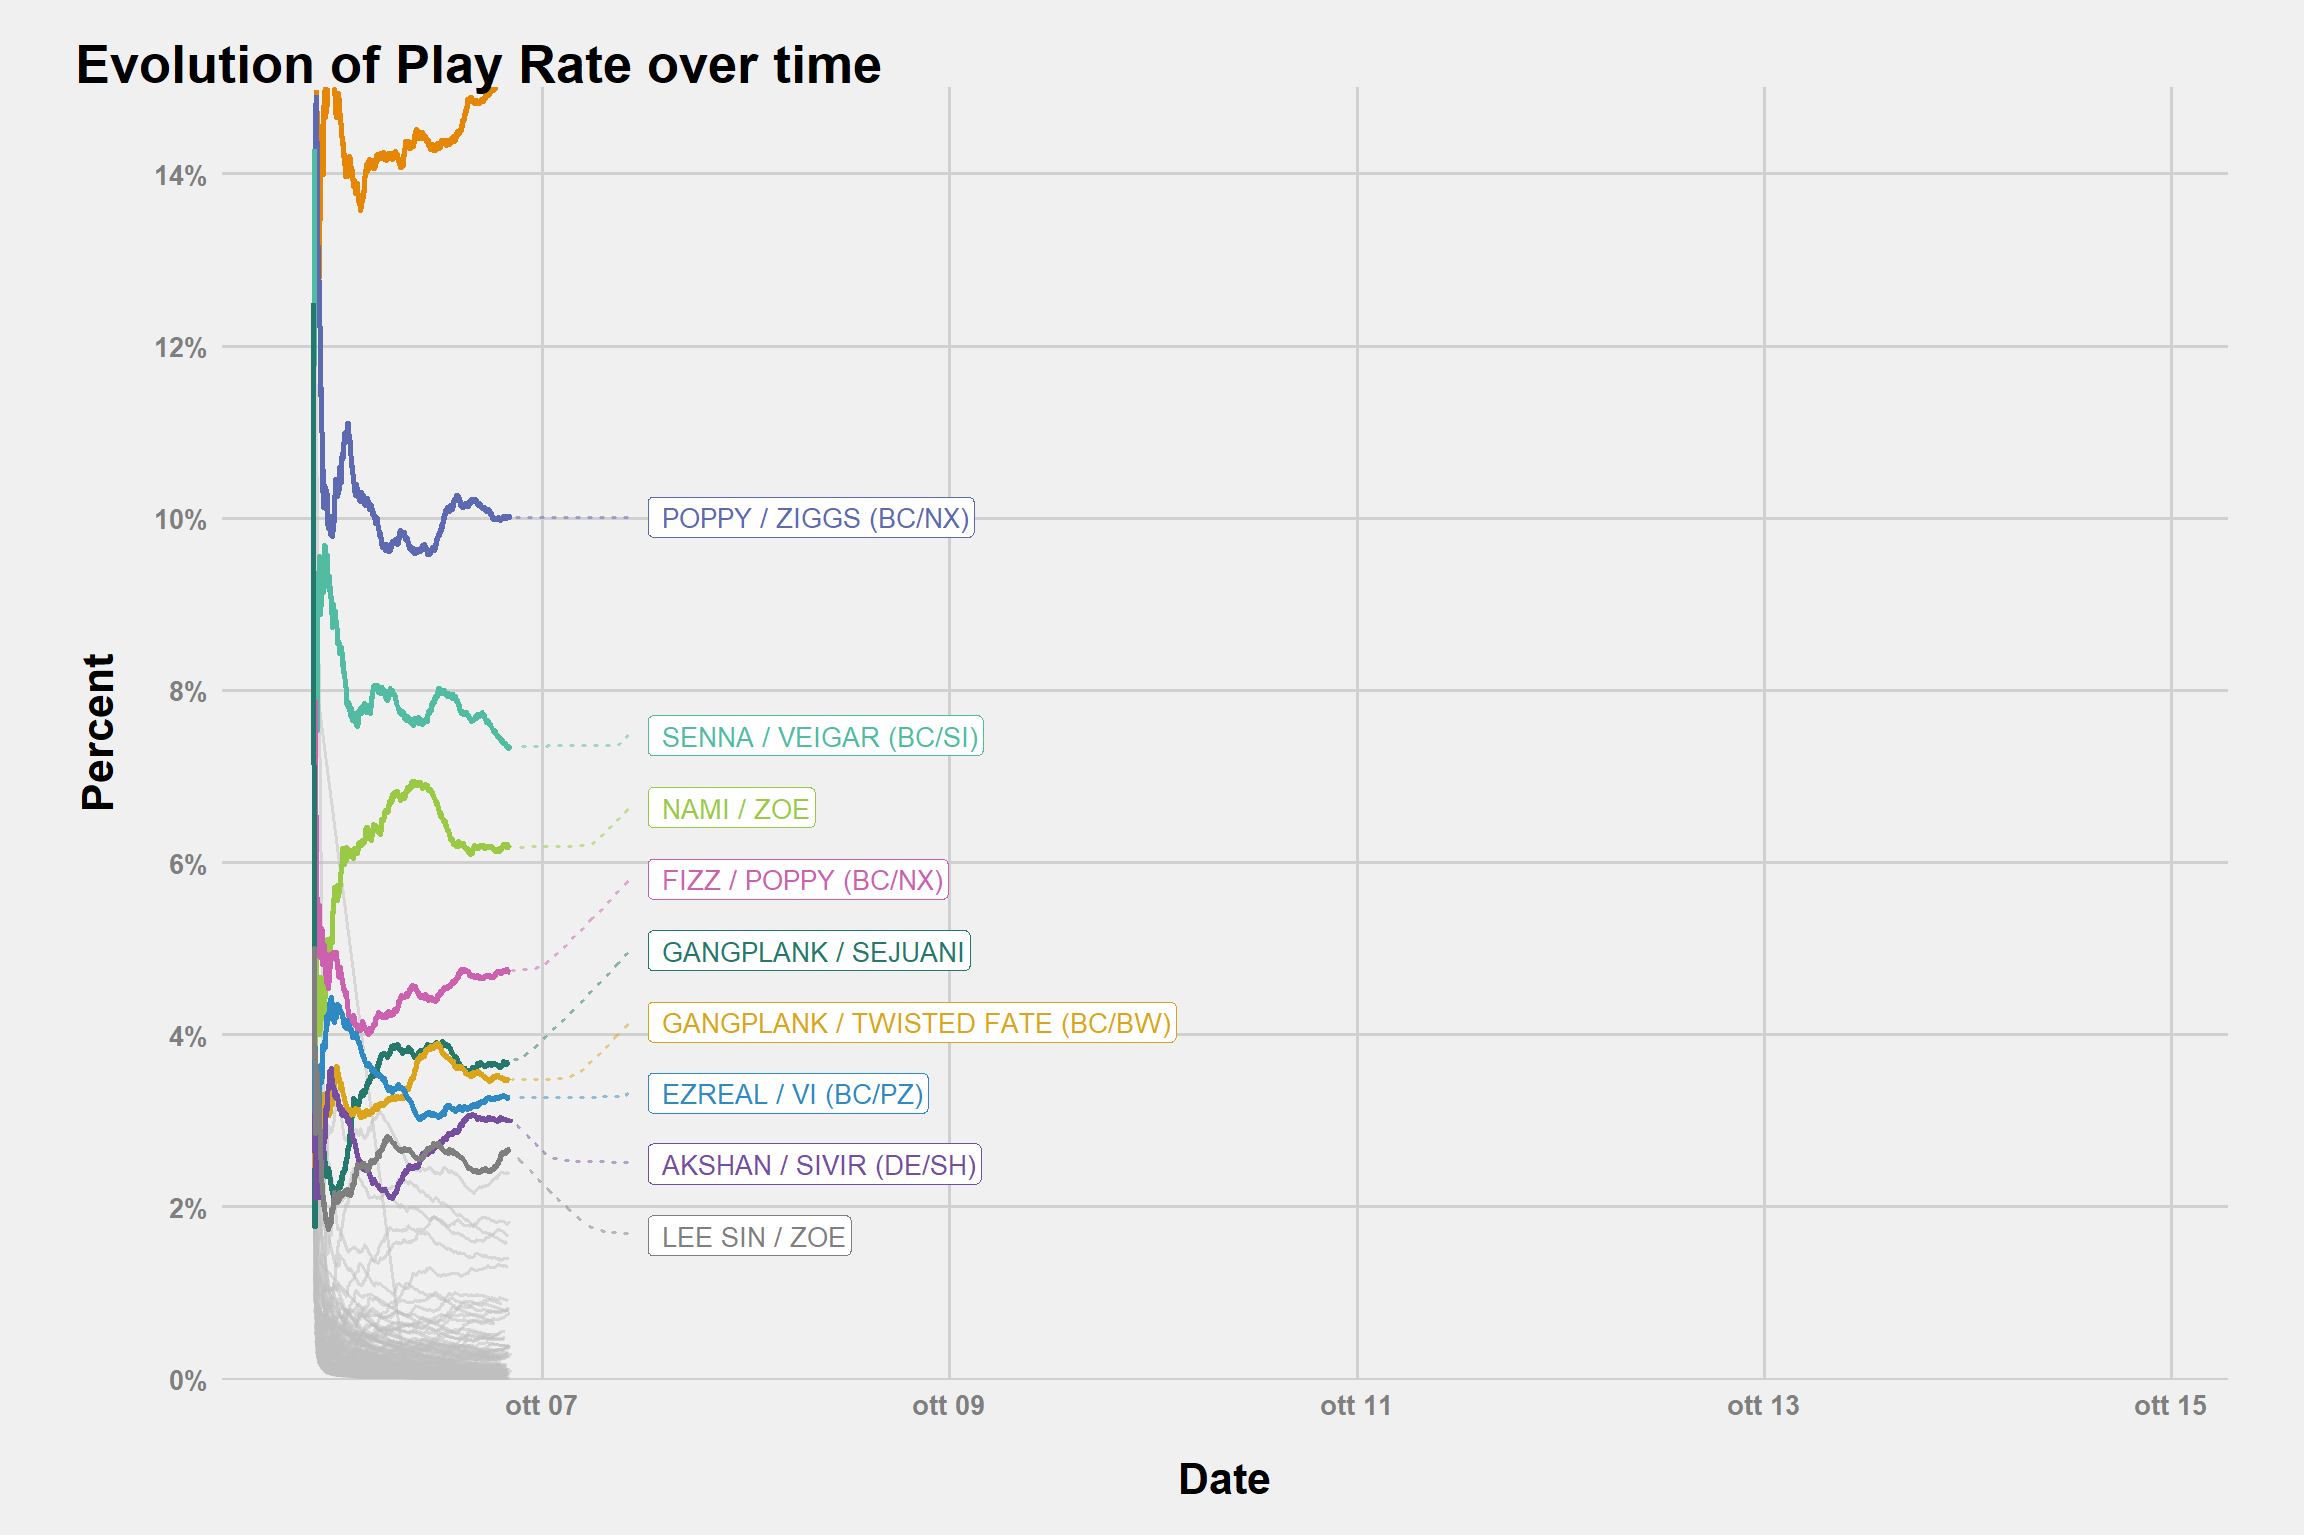 Evolution of Play Rate over time
14%
12%
10%
8%
6%
4%
2%
0%
Percent
POPPY / ZIGGS (BC/NX)
SENNA / VEIGAR (BC/SI)
NAMI / ZOE
FIZZ / POPPY (BC/NX)
GANGPLANK / SEJUANI
GANGPLANK / TWISTED FATE (BC/BW)
EZREAL / VI (BC/PZ)
AKSHAN / SIVIR (DE/SH)
LEE SIN / ZOE
ott 07
ott 09
ott 11
ott 13
ott 15
Date